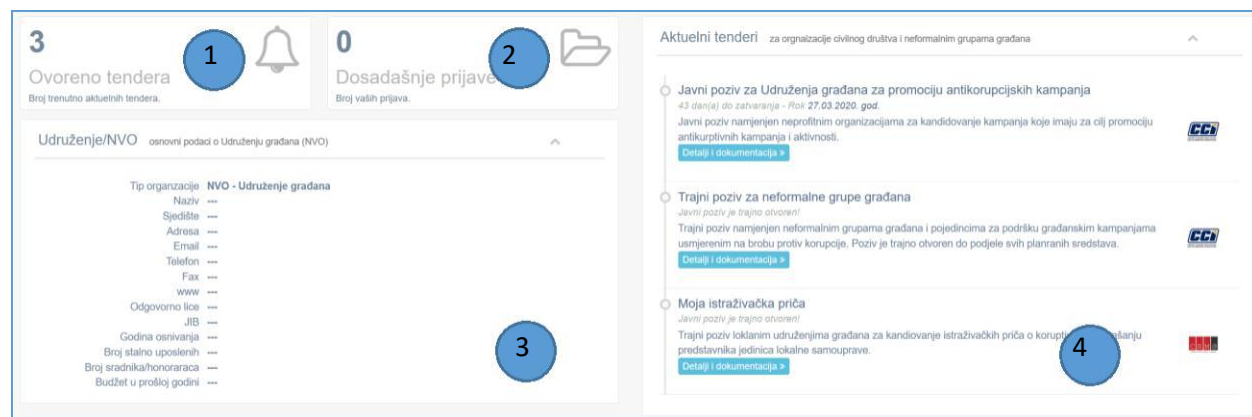 3
1
Ovoreno tendera
Broj trenutno aktuelnih tendera.
0
2
Dosadašnje prijave
Broj vaših prijava.
Udruženje/NVO osnovni podaci o Udruženju građana (NVO)
Tip organzacije NVO - Udruženje građana
Naziv ---
Sjedište ---
Adresa ---
Email ---
Telefon ---
Fax ---
www ---
Odgovorno lice ---
JIB ---
Godina osnivanja ---
Broj stalno uposlenih ---
Broj sradnika/honoraraca ---
Budžet u prošloj godini ---
3
Aktuelni tenderi za orgnaizacije civilnog društva i neformalnim grupama građana
Javni poziv za Udruženja građana za promociju antikorupcijskih kampanja
43 dan(a) do zatvaranja - Rok 27.03.2020. god.
Javni poziv namjenjen neprofitnim organizacijama za kandidovanje kampanja koje imaju za cilj promociju
antikurptivnih kampanja i aktivnosti.
CCI
Detalji i dokumentacija »
Trajni poziv za neformalne grupe građana
Javni poziv je trajno otvoren!
Trajni poziv namjenjen neformalnim grupama građana i pojedincima za podršku građanskim kampanjama
usmjerenim na brobu protiv korupcije. Poziv je trajno otvoren do podjele svih planranih sredstava.
CCI
Detalji i dokumentacija »
Moja istraživačka priča
Javni poziv je trajno otvoren!
Trajni poziv loklanim udruženjima građana za kandiovanje istraživačkih priča o
predstavnika jedinica lokalne samouprave.
4
Detalji i dokumentacija »